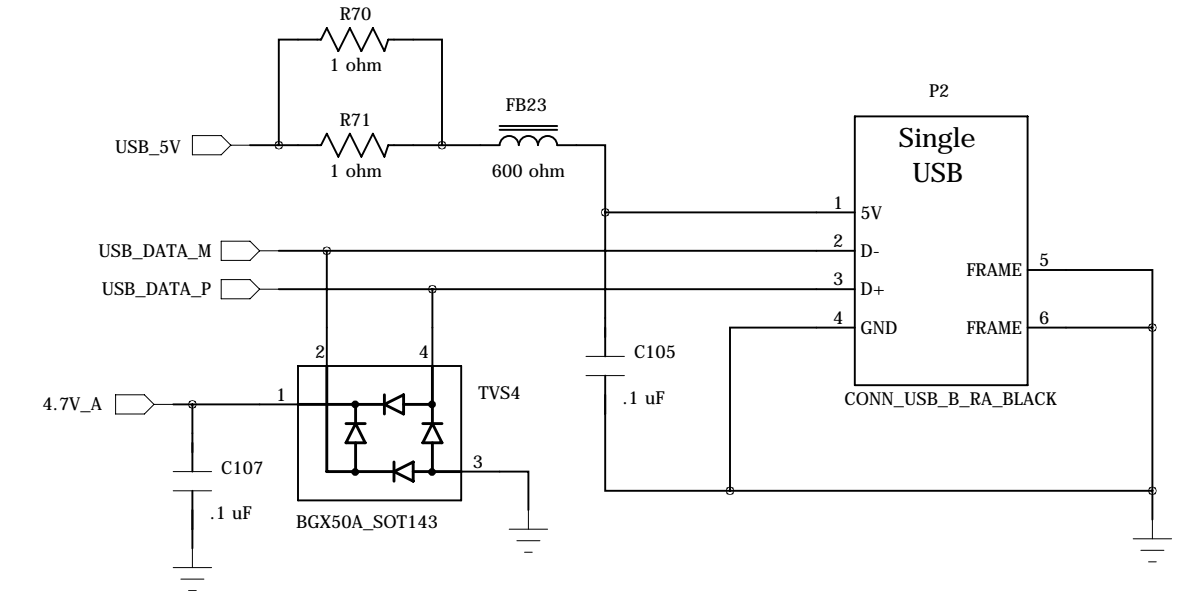 R70
1 ohm
R71
1 ohm
USB_5V
FB23
600 ohm
P2
Single
USB
1
5V
USB_DATA_M
2
D-
USB_DATA_P
3
D+
4
GND
FRAME
5
FRAME
6
CONN_USB_B_RA_BLACK
2
4
TVS4
4.7V_A
1
3
BGX50A_SOT143
C105
.1 uF
C107
.1 uF